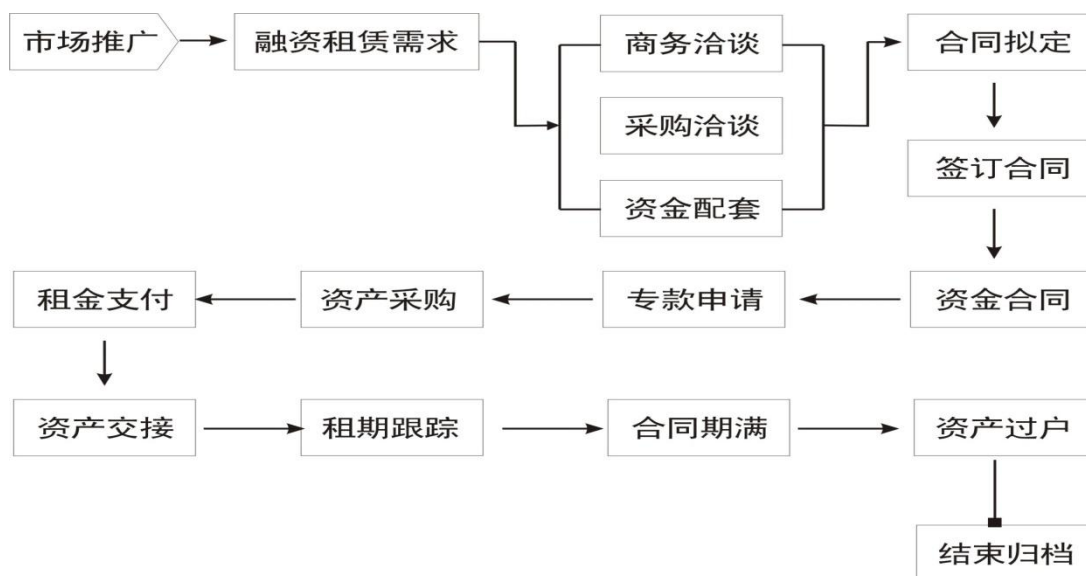 市场推广
融资租赁需求
商务洽谈
采购洽谈
资金配套
合同拟定
签订合同
资金合同
专款申请
资产采购
租金支付
资产交接
租期跟踪
合同期满
资产过户
结束归档